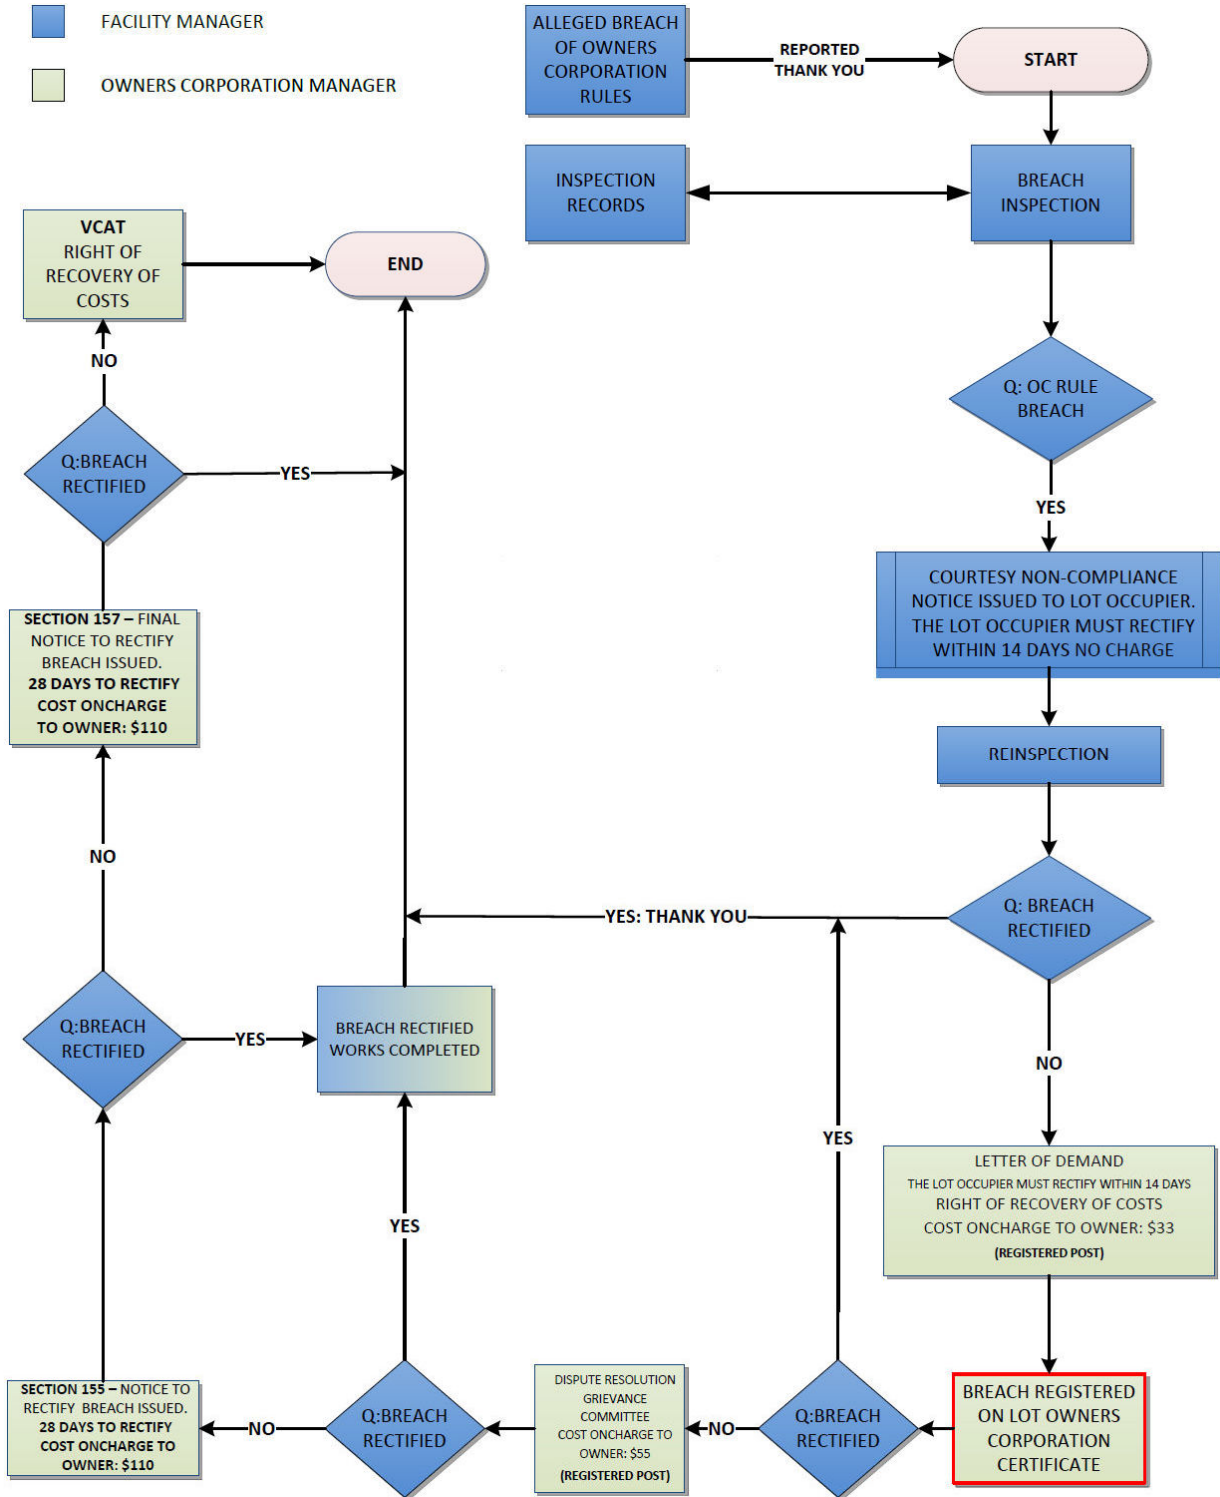 FACILITY MANAGER
OWNERS CORPORATION MANAGER
ALLEGED BREACH
OF OWNERS
CORPORATION
RULES
REPORTED
THANK YOU
START
INSPECTION
RECORDS
BREACH
INSPECTION
VCAT
RIGHT OF
RECOVERY OF
COSTS
END
NO
Q: OC RULE
BREACH
Q:BREACH
RECTIFIED
YES
YES
COURTESY NON-COMPLIANCE
NOTICE ISSUED TO LOT OCCUPIER.
THE LOT OCCUPIER MUST RECTIFY
WITHIN 14 DAYS NO CHARGE
SECTION 157 – FINAL
NOTICE TO RECTIFY
BREACH ISSUED.
28 DAYS TO RECTIFY
COST ONCHARGE
TO OWNER: $110
REINSPECTION
NO
YES: THANK YOU
Q: BREACH
RECTIFIED
Q:BREACH
RECTIFIED
YES
BREACH RECTIFIED
WORKS COMPLETED
NO
YES
LETTER OF DEMAND
THE LOT OCCUPIER MUST RECTIFY WITHIN 14 DAYS
RIGHT OF RECOVERY OF COSTS
COST ONCHARGE TO OWNER: $33
(REGISTERED POST)
YES
SECTION 155 – NOTICE TO
RECTIFY BREACH ISSUED.
28 DAYS TO RECTIFY
COST ONCHARGE TO
OWNER: $110
NO
Q:BREACH
RECTIFIED
DISPUTE RESOLUTION
GRIEVANCE
COMMITTEE
COST ONCHARGE TO
OWNER: $55
(REGISTERED POST)
NO
Q:BREACH
RECTIFIED
BREACH REGISTERED
ON LOT OWNERS
CORPORATION
CERTIFICATE